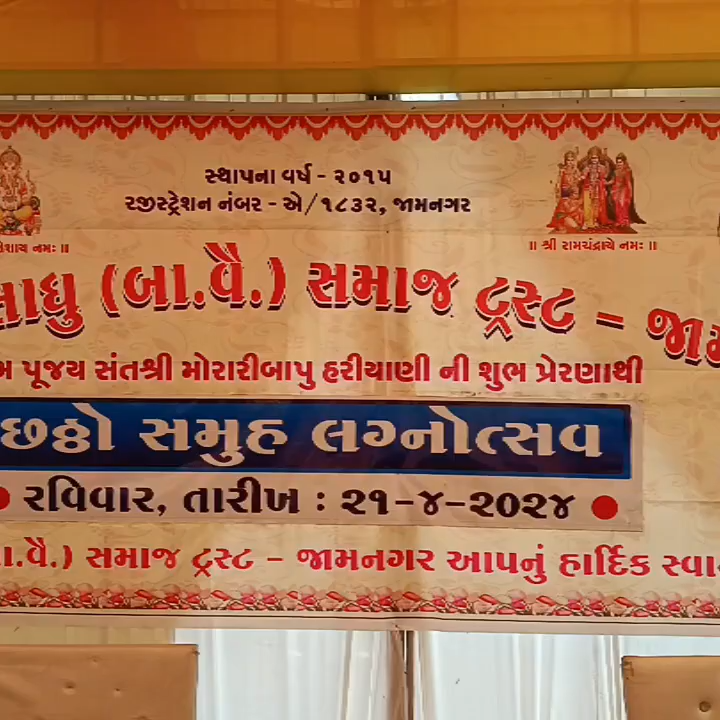 સ્થાપના વર્ષ - ૨૦૧૫
રજીસ્ટ્રેશન નંબર - એ/૧૮૩૨, જામનગર
નમઃ ॥
॥ શ્રી રામચંદ્રાયે નમઃ ॥
સાધુ (બા.વૈ.) સમાજ ટ્રસ્ટ -
પૂજ્ય સંતશ્રી મોરારીબાપુ હરીયાણી ની શુભ પ્રેરણાથી
છઠ્ઠો સમુહ લગ્નોત્સવ
રવિવાર, તારીખ : ૨૧-૪-૨૦૨૪
.વૈ.) સમાજ ટ્રસ્ટ - જામનગર આપનું હાર્દિક